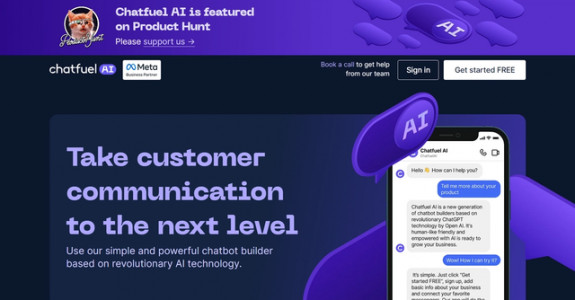 Chatfuel AI is featured
on Product Hunt
Please support us →
chatfuel AI
Meta
Business Partner
Book a call to get help
from our team
Sign in
Get started FREE
AI
AI
Take customer
communication
to the next level
Use our simple and powerful chatbot builder
based on revolutionary AI technology.
Chatfuel AI
Hello 👋 How can I help you?
Tell me more about your
product
Chatfuel AI is a new generation
of chatbot builders based on
revolutionary ChatGPT
technology by Open AI. It's
human-like friendly and
empowered with AI is ready to
grow your business.
Wow! How can I try it?
It's simple. Just click "Get
started FREE", sign up, add
basic info about your business
and connect your favorite